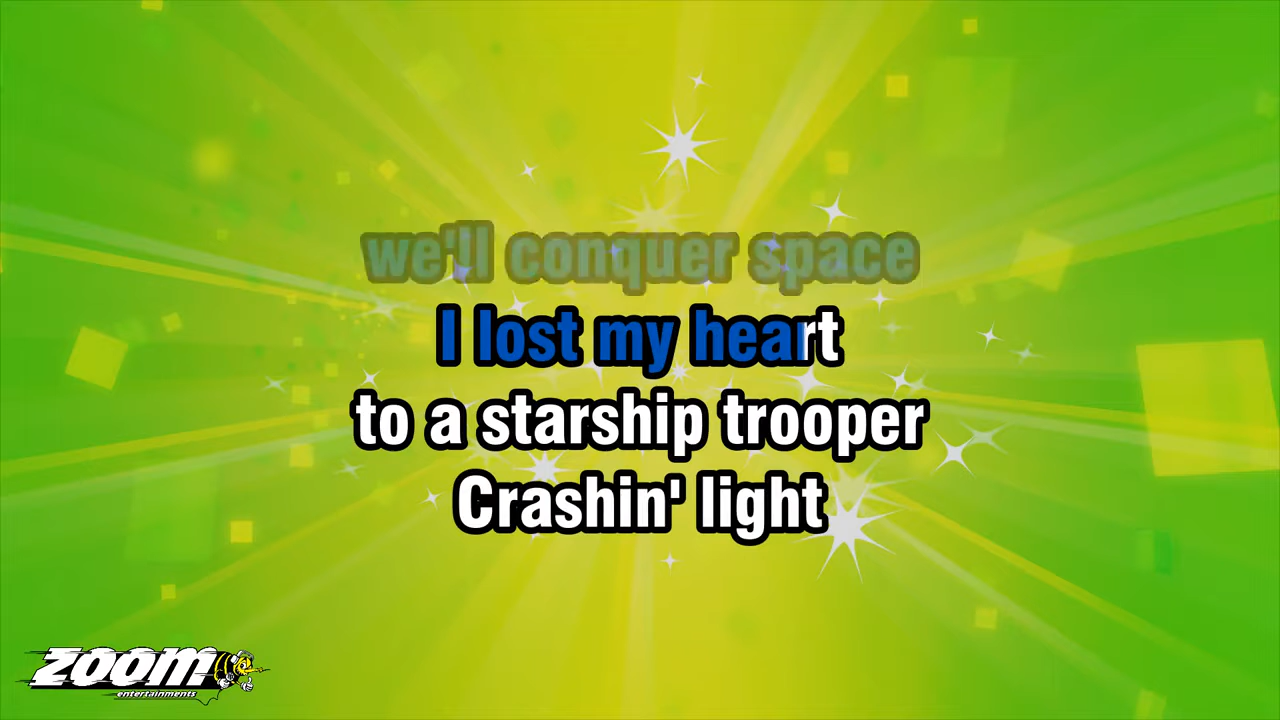 we'll conquer space
I lost my heart
to a starship trooper
Crashin' light
ZOOM
entertainments